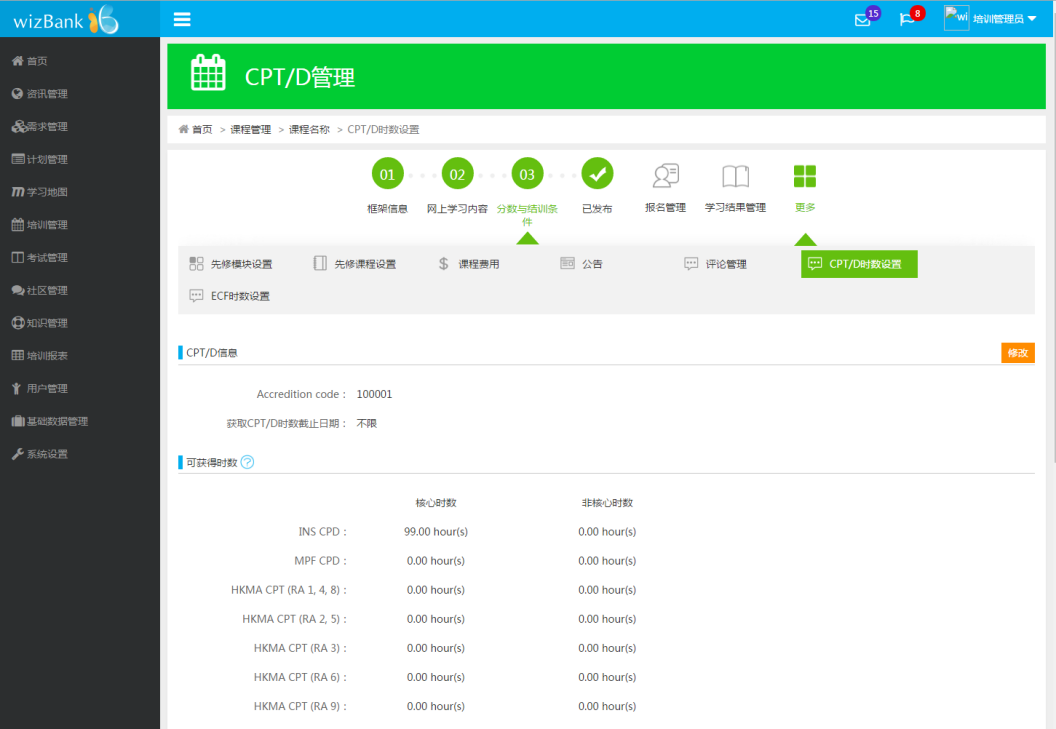 wizBank
15
8
培训管理员
首页
资讯管理
需求管理
计划管理
学习地图
培训管理
考试管理
社区管理
知识管理
培训报表
用户管理
基础数据管理
系统设置
CPT/D管理
首页 > 课程管理 > 课程名称 > CPT/D时数设置
01
02
03
框架信息
网上学习内容
分数与结训条件
已发布
报名管理
学习结果管理
更多
先修模块设置
先修课程设置
$ 课程费用
公告
评论管理
CPT/D时数设置
ECF时数设置
CPT/D信息
修改
Accredition code : 100001
获取CPT/D时数截止日期 : 不限
可获得时数 ?
核心时数 非核心时数
INS CPD : 99.00 hour(s) 0.00 hour(s)
MPF CPD : 0.00 hour(s) 0.00 hour(s)
HKMA CPT (RA 1, 4, 8) : 0.00 hour(s) 0.00 hour(s)
HKMA CPT (RA 2, 5) : 0.00 hour(s) 0.00 hour(s)
HKMA CPT (RA 3) : 0.00 hour(s) 0.00 hour(s)
HKMA CPT (RA 6) : 0.00 hour(s) 0.00 hour(s)
HKMA CPT (RA 9) : 0.00 hour(s) 0.00 hour(s)